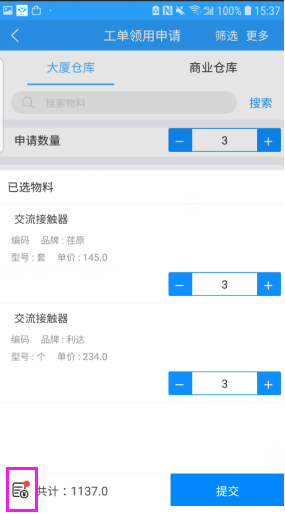 100% 15:37
工单领用申请 筛选 更多
大厦仓库 商业仓库
搜索物料 搜索
申请数量 － 3 +
已选物料
交流接触器
编码 品牌 : 荏原
型号 : 套 单价 : 145.0
－ 3 +
交流接触器
编码 品牌 : 利达
型号 : 个 单价 : 234.0
－ 3 +
共计：1137.0 提交